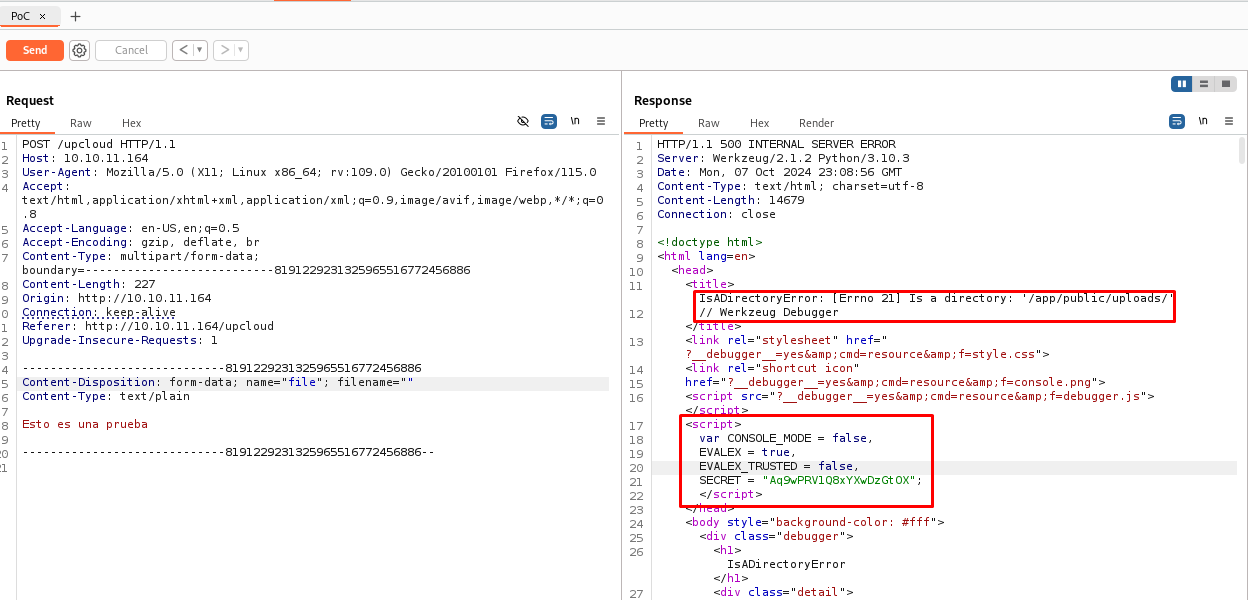 PoC × +
Send Cancel < ▾ > ▾
Request
Pretty Raw Hex \n
1 POST /upcloud HTTP/1.1
2 Host: 10.10.11.164
3 User-Agent: Mozilla/5.0 (X11; Linux x86_64; rv:109.0) Gecko/20100101 Firefox/115.0
4 Accept:
text/html,application/xhtml+xml,application/xml;q=0.9,image/avif,image/webp,*/*;q=0
.8
5 Accept-Language: en-US,en;q=0.5
6 Accept-Encoding: gzip, deflate, br
7 Content-Type: multipart/form-data;
boundary=---------------------------8191229231325965516772456886
8 Content-Length: 227
9 Origin: http://10.10.11.164
0 Connection: keep-alive
1 Referer: http://10.10.11.164/upcloud
2 Upgrade-Insecure-Requests: 1
3
4 -----------------------------8191229231325965516772456886
5 Content-Disposition: form-data; name="file"; filename=""
6 Content-Type: text/plain
7
8 Esto es una prueba
9
20 -----------------------------8191229231325965516772456886--
21
Response
Pretty Raw Hex Render \n
1 HTTP/1.1 500 INTERNAL SERVER ERROR
2 Server: Werkzeug/2.1.2 Python/3.10.3
3 Date: Mon, 07 Oct 2024 23:08:56 GMT
4 Content-Type: text/html; charset=utf-8
5 Content-Length: 14679
6 Connection: close
7
8 <!doctype html>
9 <html lang=en>
10 <head>
11 <title>
IsADirectoryError: [Errno 21] Is a directory: '/app/public/uploads/'
12 // Werkzeug Debugger
</title>
13 <link rel="stylesheet" href="
?__debugger__=yes&amp;cmd=resource&amp;f=style.css">
14 <link rel="shortcut icon"
15 href="?__debugger__=yes&amp;cmd=resource&amp;f=console.png">
16 <script src="?__debugger__=yes&amp;cmd=resource&amp;f=debugger.js">
</script>
17 <script>
18 var CONSOLE_MODE = false,
19 EVALEX = true,
20 EVALEX_TRUSTED = false,
21 SECRET = "Aq9wPRV1Q8xYXwDzGtOX";
22 </script>
23 </head>
24 <body style="background-color: #fff">
25 <div class="debugger">
26 <h1>
IsADirectoryError
</h1>
27 <div class="detail">